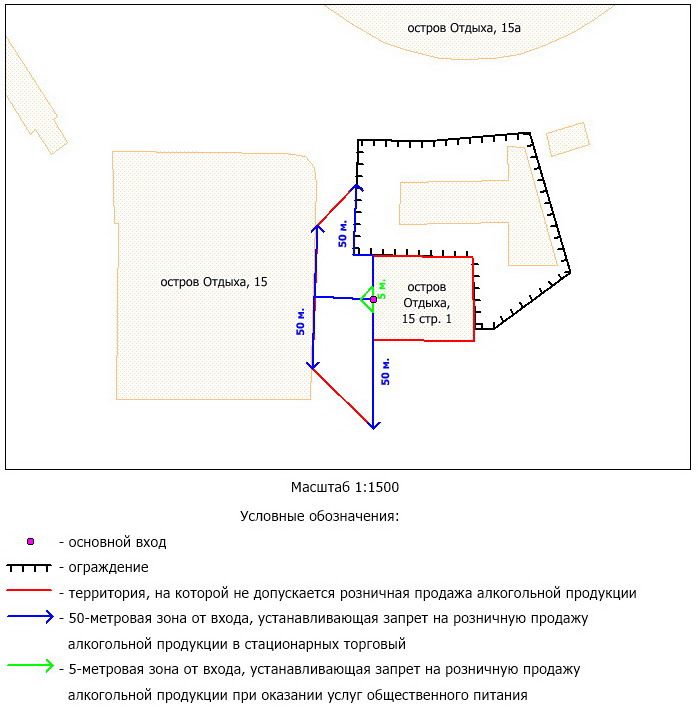 остров Отдыха, 15а
50 м.
остров Отдыха, 15
5 м.
остров
Отдыха,
15 стр. 1
50 м.
50 м.
Масштаб 1:1500
Условные обозначения:
- основной вход
- ограждение
- территория, на которой не допускается розничная продажа алкогольной продукции
- 50-метровая зона от входа, устанавливающая запрет на розничную продажу
алкогольной продукции в стационарных торговый
- 5-метровая зона от входа, устанавливающая запрет на розничную продажу
алкогольной продукции при оказании услуг общественного питания